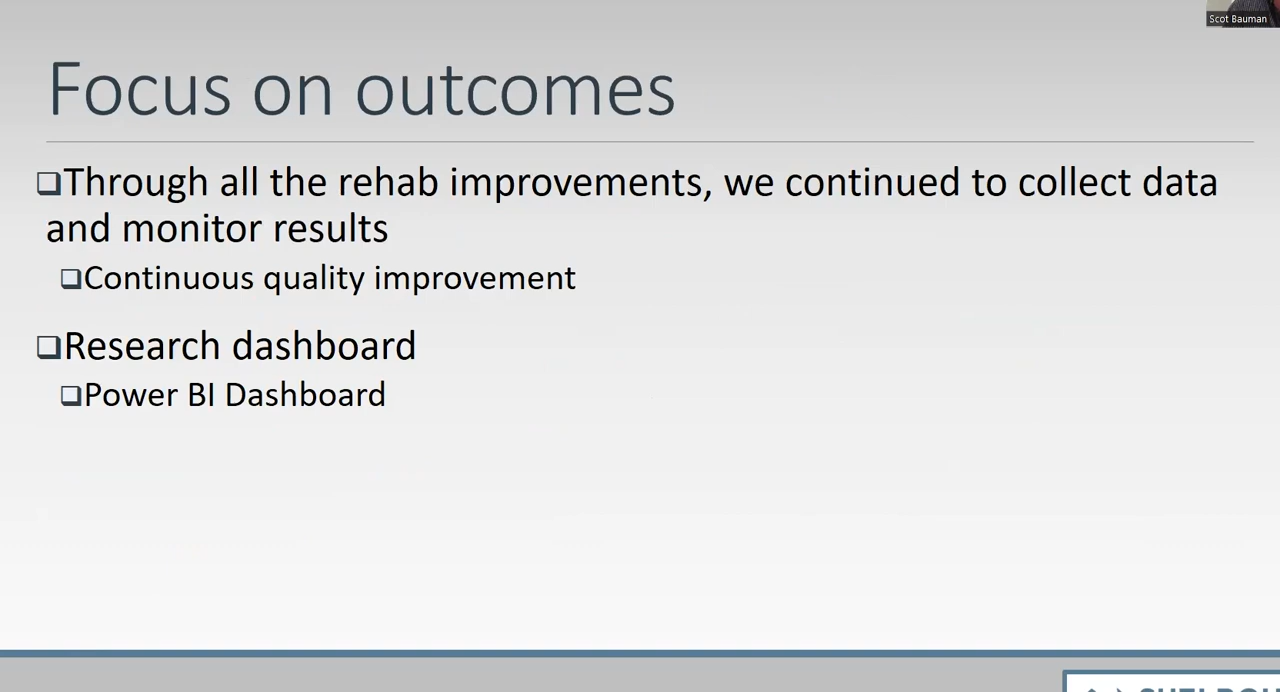 Scot Bauman
Focus on outcomes
Through all the rehab improvements, we continued to collect data
and monitor results
Continuous quality improvement
Research dashboard
Power BI Dashboard